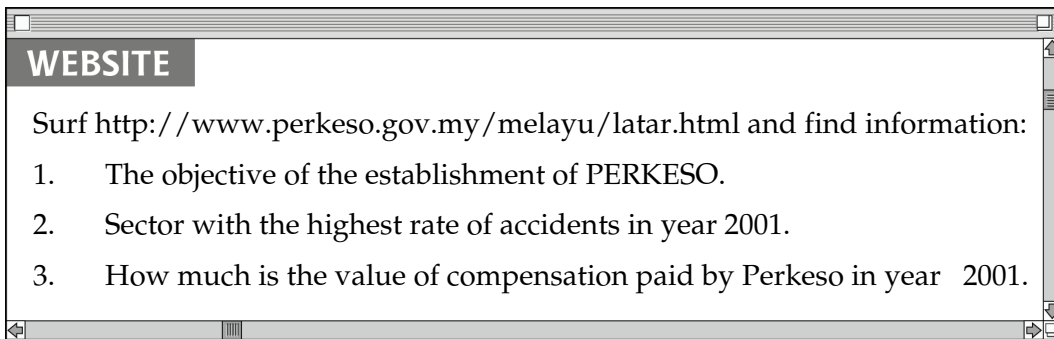 WEBSITE
Surf http://www.perkeso.gov.my/melayu/latar.html and find information:
1. The objective of the establishment of PERKESO.
2. Sector with the highest rate of accidents in year 2001.
3. How much is the value of compensation paid by Perkeso in year 2001.